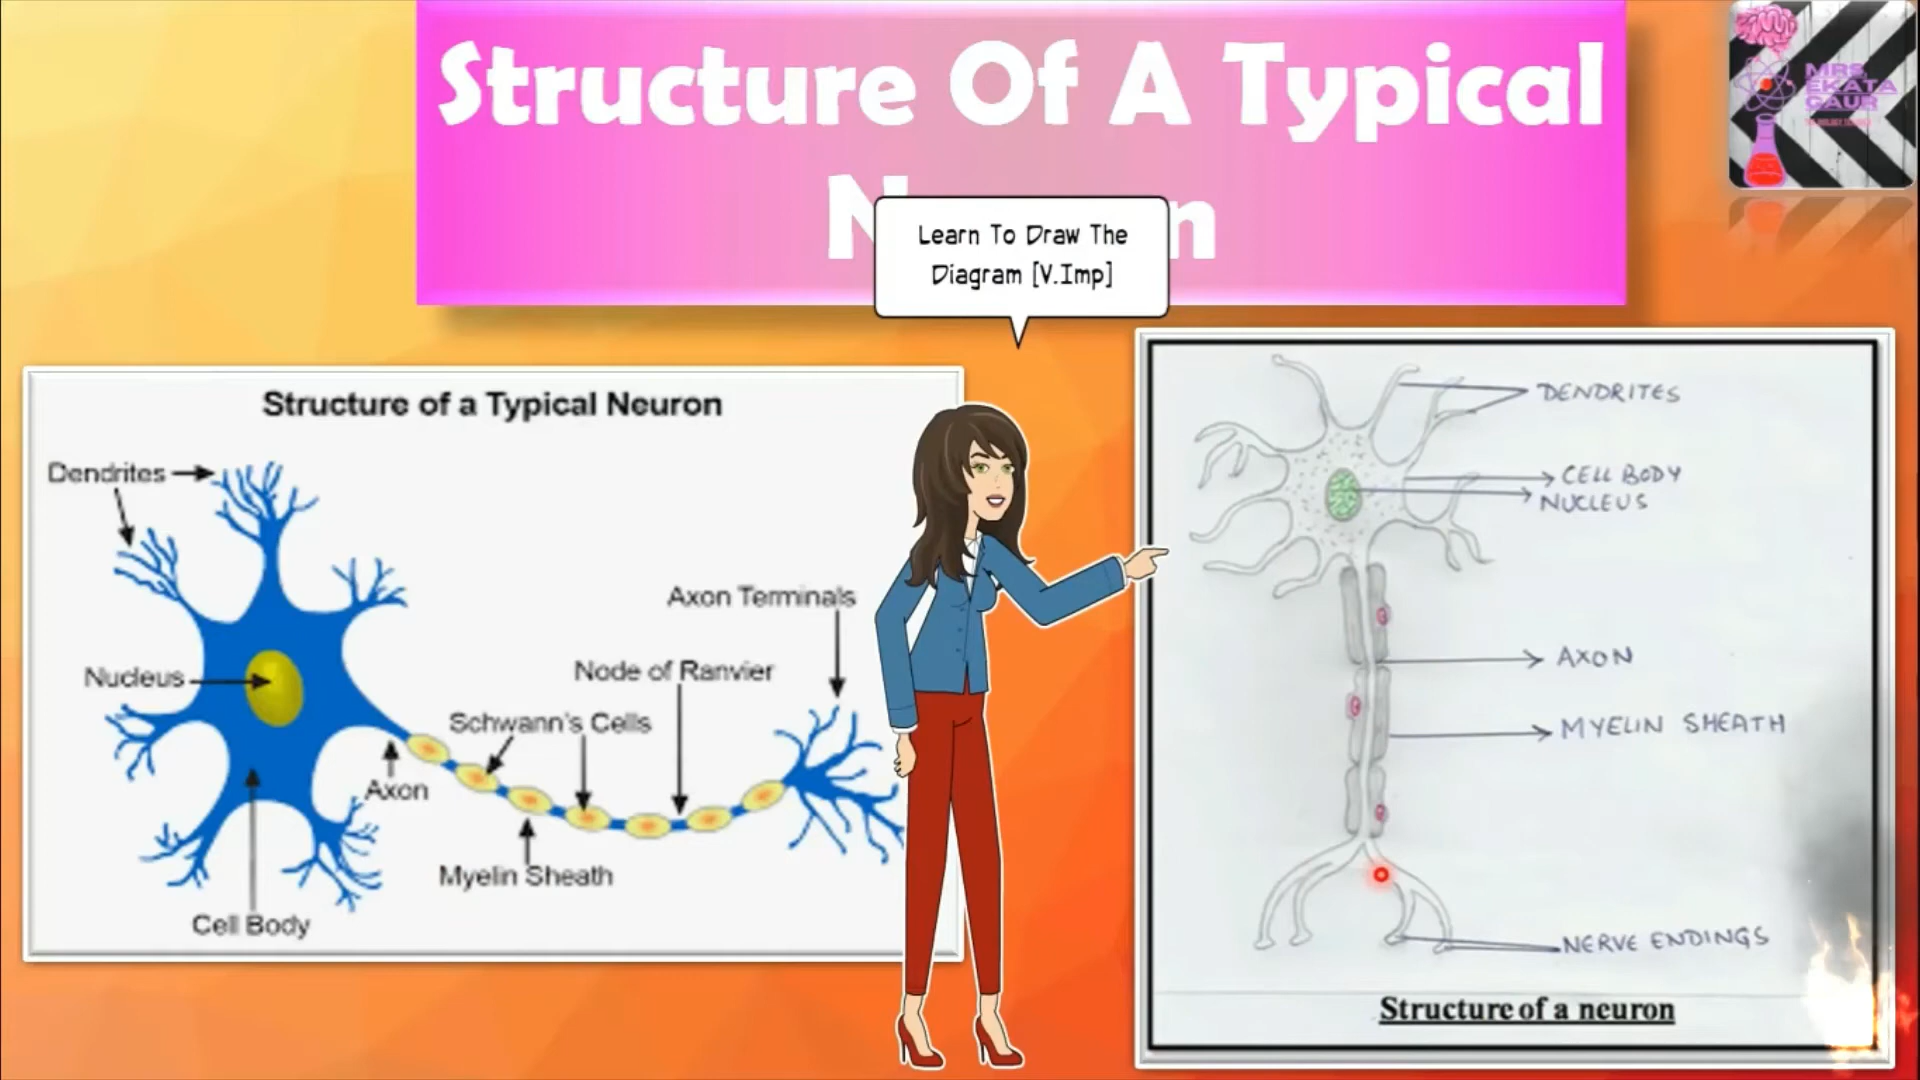 Structure Of A Typical
MRS.
EKATA
GAUR
Learn To Draw The
Diagram [V.Imp]
Structure of a Typical Neuron
Dendrites
Nucleus
Axon Terminals
Node of Ranvier
Schwann's Cells
Axon
Myelin Sheath
Cell Body
DENDRITES
CELL BODY
NUCLEUS
AXON
MYELIN SHEATH
NERVE ENDINGS
Structure of a neuron